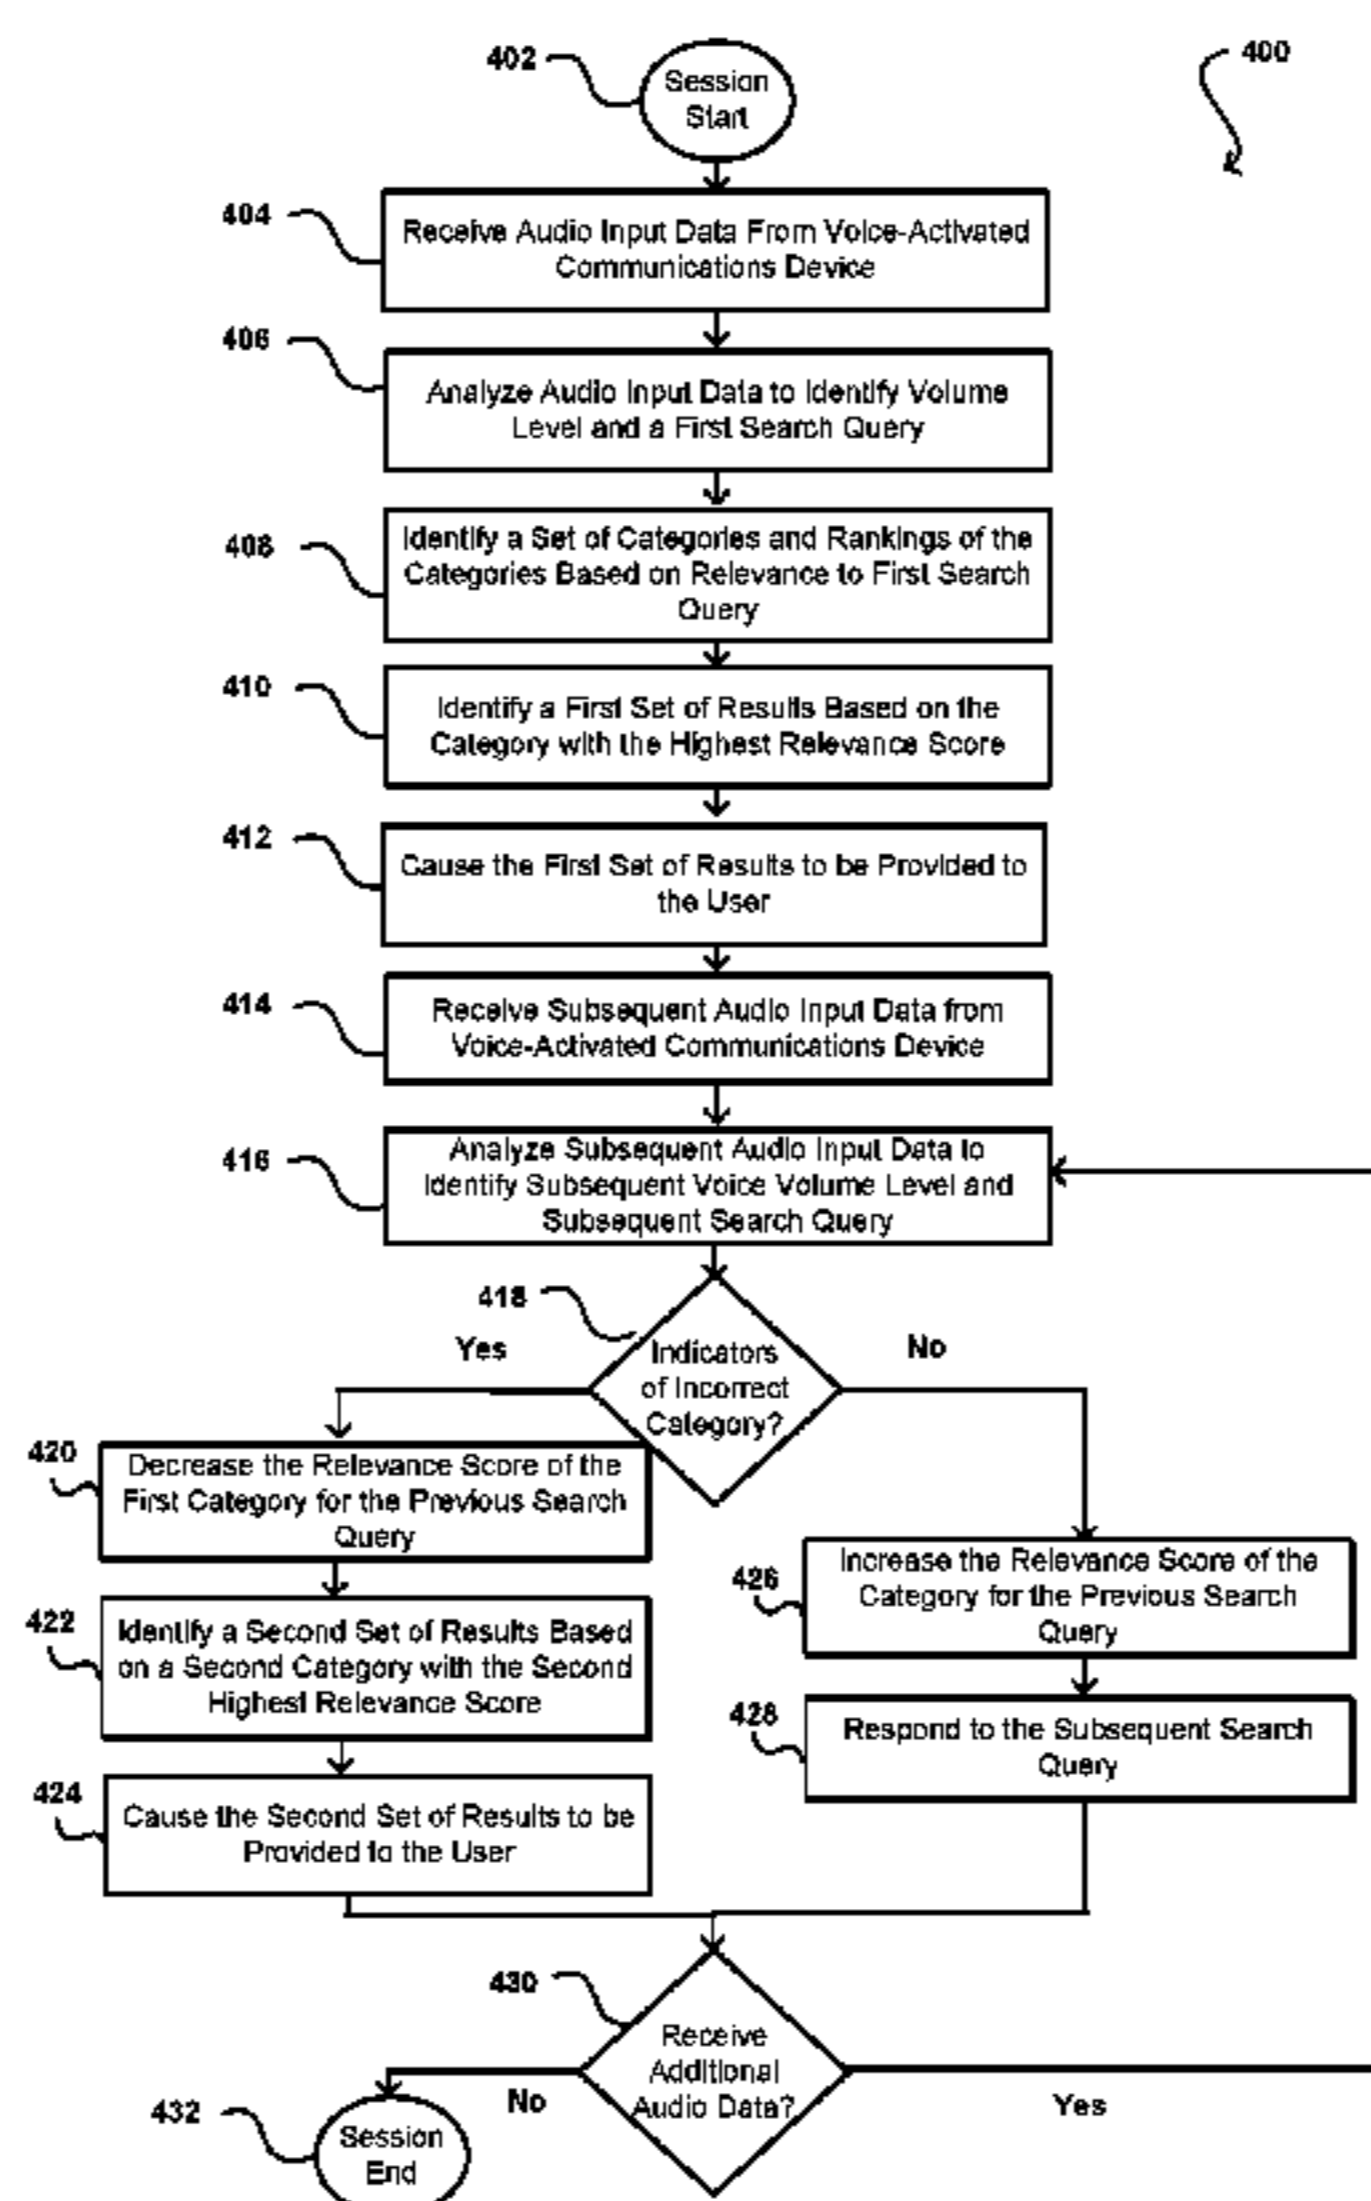 402
Session
Start
400
404
Receive Audio Input Data From Voice-Activated
Communications Device
406
Analyze Audio Input Data to Identify Volume
Level and a First Search Query
408
Identify a Set of Categories and Rankings of the
Categories Based on Relevance to First Search
Query
410
Identify a First Set of Results Based on the
Category with the Highest Relevance Score
412
Cause the First Set of Results to be Provided to
the User
414
Receive Subsequent Audio Input Data from
Voice-Activated Communications Device
416
Analyze Subsequent Audio Input Data to
Identify Subsequent Voice Volume Level and
Subsequent Search Query
418
Indicators
of Incorrect
Category?
Yes
No
420
Decrease the Relevance Score of the
First Category for the Previous Search
Query
422
Identify a Second Set of Results Based
on a Second Category with the Second
Highest Relevance Score
424
Cause the Second Set of Results to be
Provided to the User
426
Increase the Relevance Score of the
Category for the Previous Search
Query
428
Respond to the Subsequent Search
Query
430
Receive
Additional
Audio Data?
No
Yes
432
Session
End